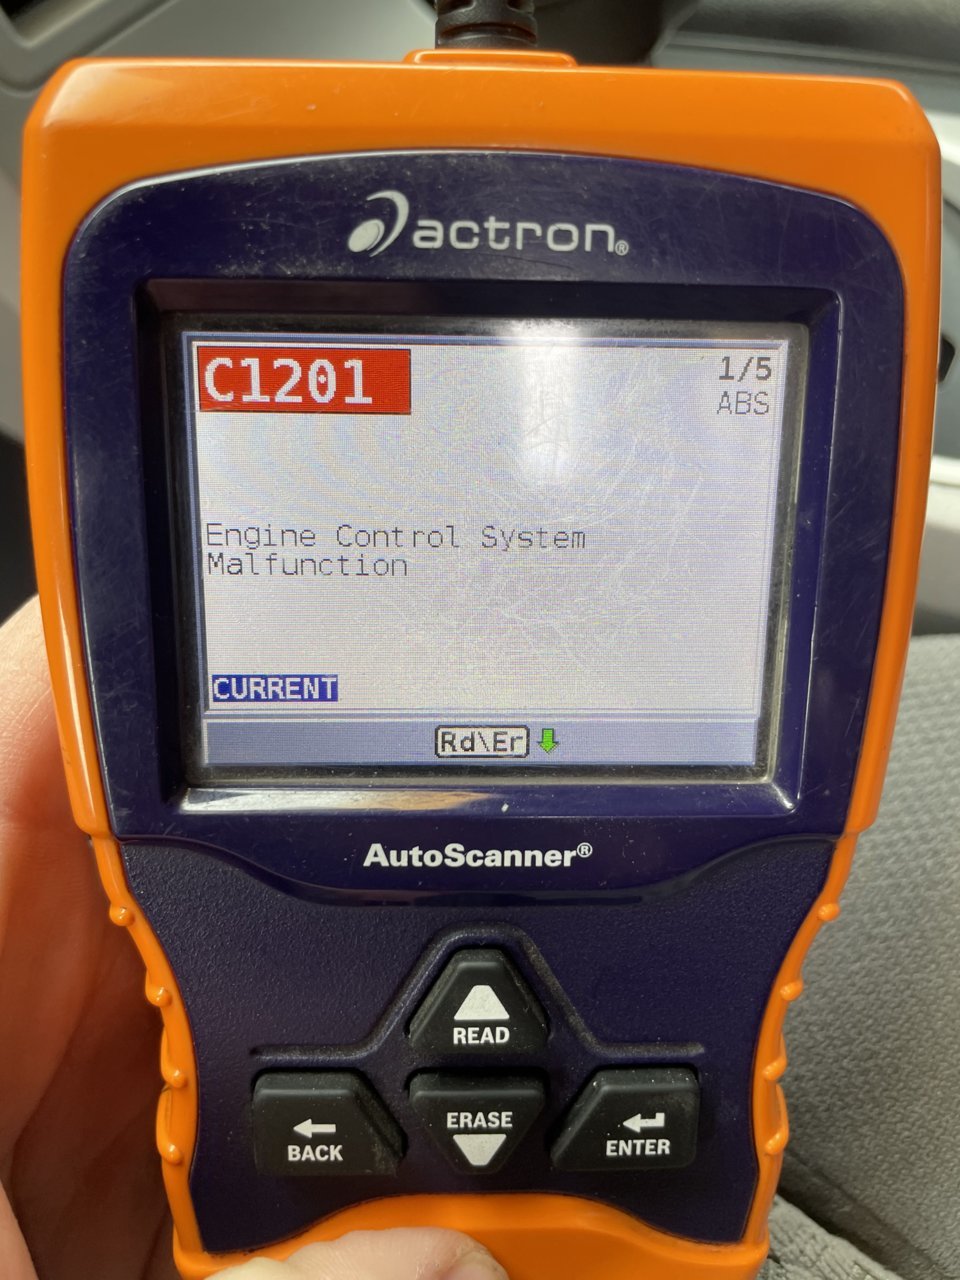 actron®
C1201
1/5
ABS
Engine Control System
Malfunction
CURRENT
Rd\Er
AutoScanner®
READ
BACK
ERASE
ENTER